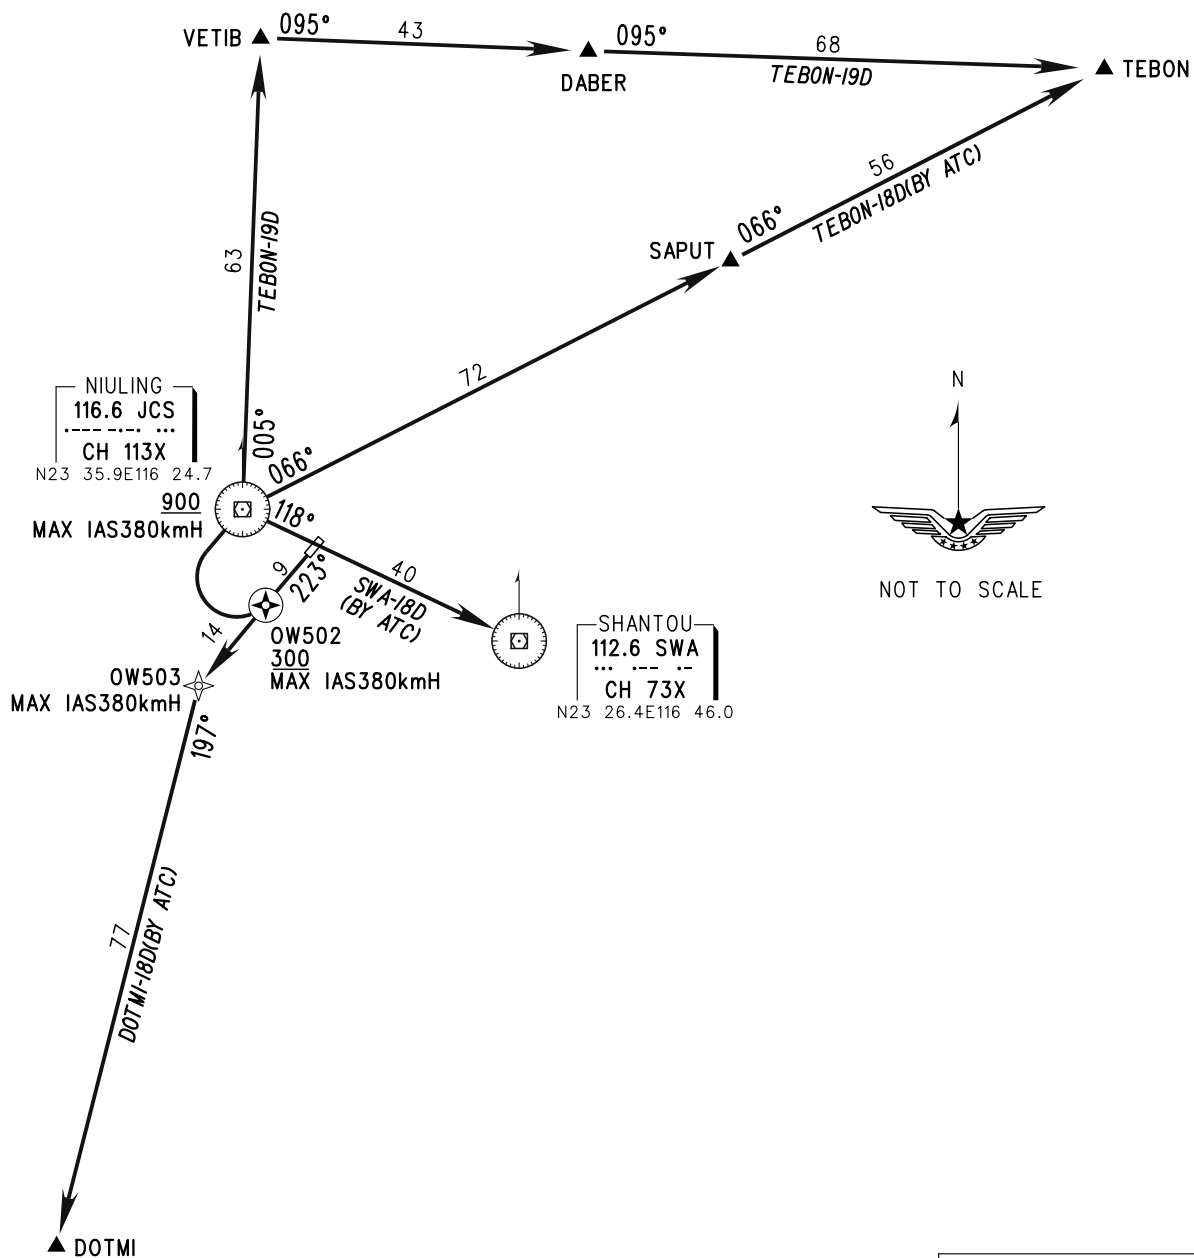 VETIB
095°
43
DABER
095°
68
TEBON-19D
TEBON
56
TEBON-18D(BY ATC)
066°
SAPUT
63
TEBON-19D
72
NIULING
116.6 JCS
CH 113X
N23 35.9E116 24.7
005°
066°
900
MAX IAS380kmH
118°
N
NOT TO SCALE
9
223°
40
SWA-18D
(BY ATC)
SHANTOU
112.6 SWA
CH 73X
N23 26.4E116 46.0
OW502
300
MAX IAS380kmH
14
OW503
MAX IAS380kmH
197°
77
DOTMI-18D(BY ATC)
DOTMI